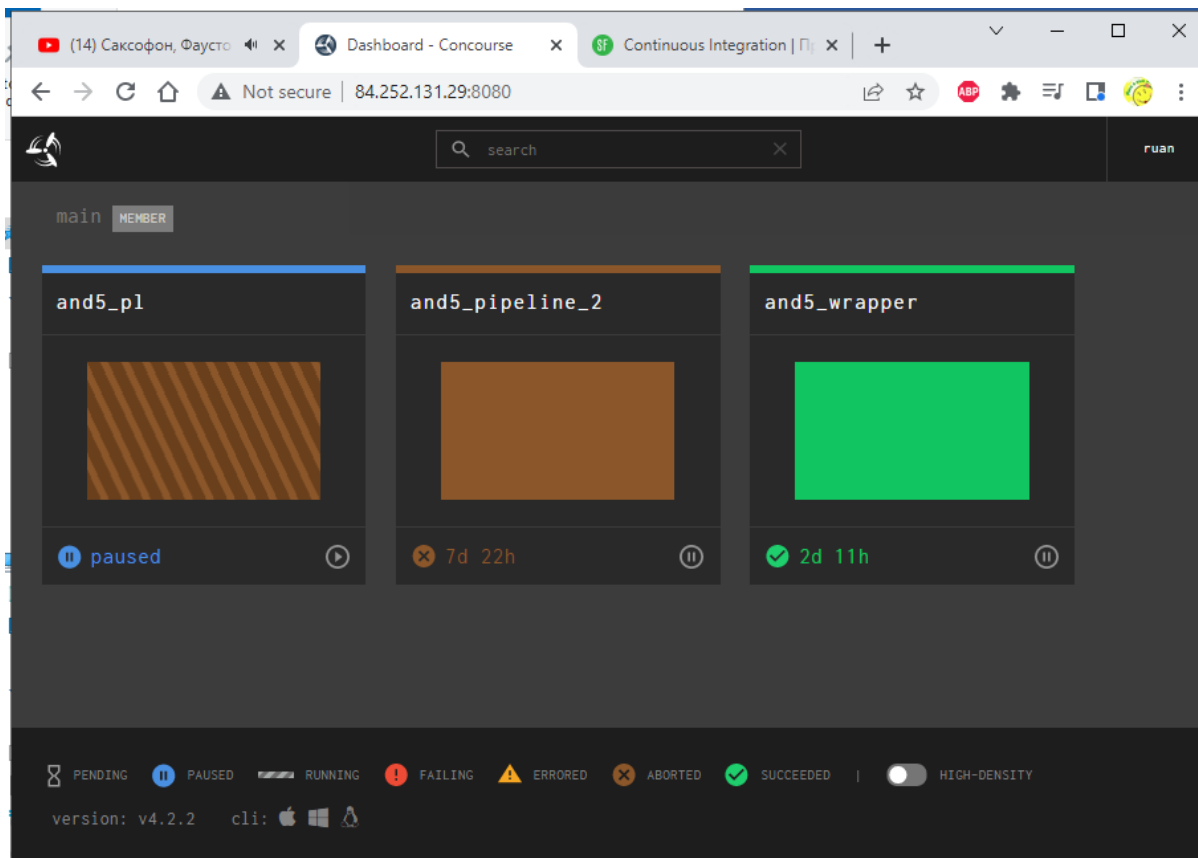 (14) Саксофон, Фаусто
Dashboard - Concourse
SF Continuous Integration | П
Not secure | 84.252.131.29:8080
ABP
search
ruan
main MEMBER
and5_pl
and5_pipeline_2
and5_wrapper
paused
7d 22h
2d 11h
PENDING PAUSED RUNNING FAILING ERRORED ABORTED SUCCEEDED | HIGH-DENSITY
version: v4.2.2 cli: